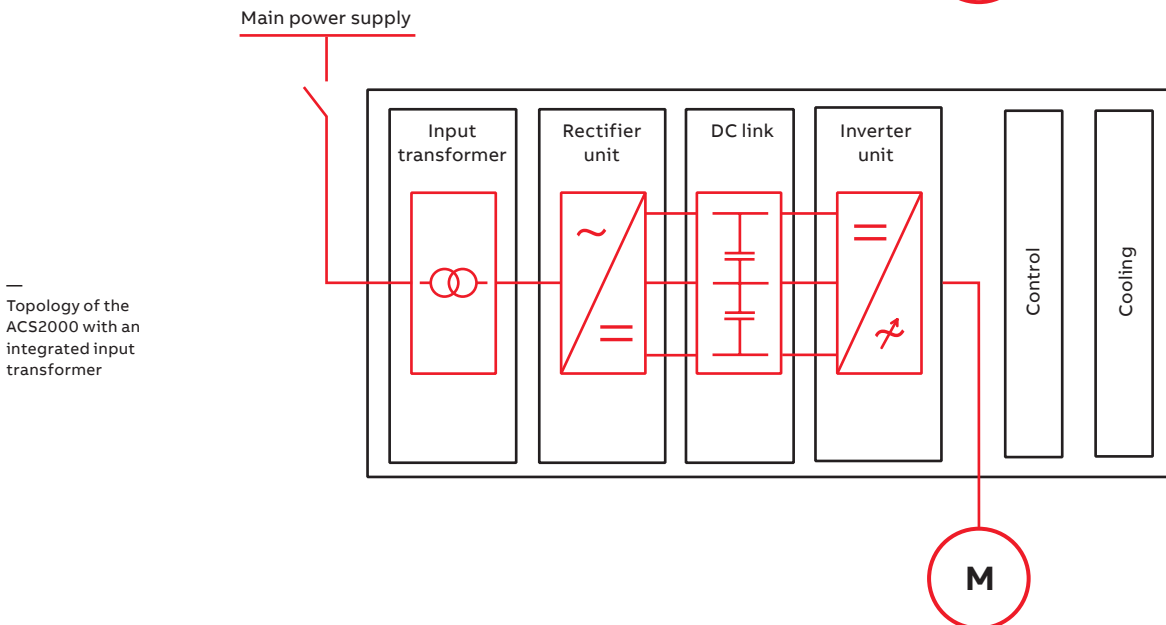 Main power supply
Input
transformer
Rectifier
unit
DC link
Inverter
unit
Control
Cooling
—
Topology of the
ACS2000 with an
integrated input
transformer
M